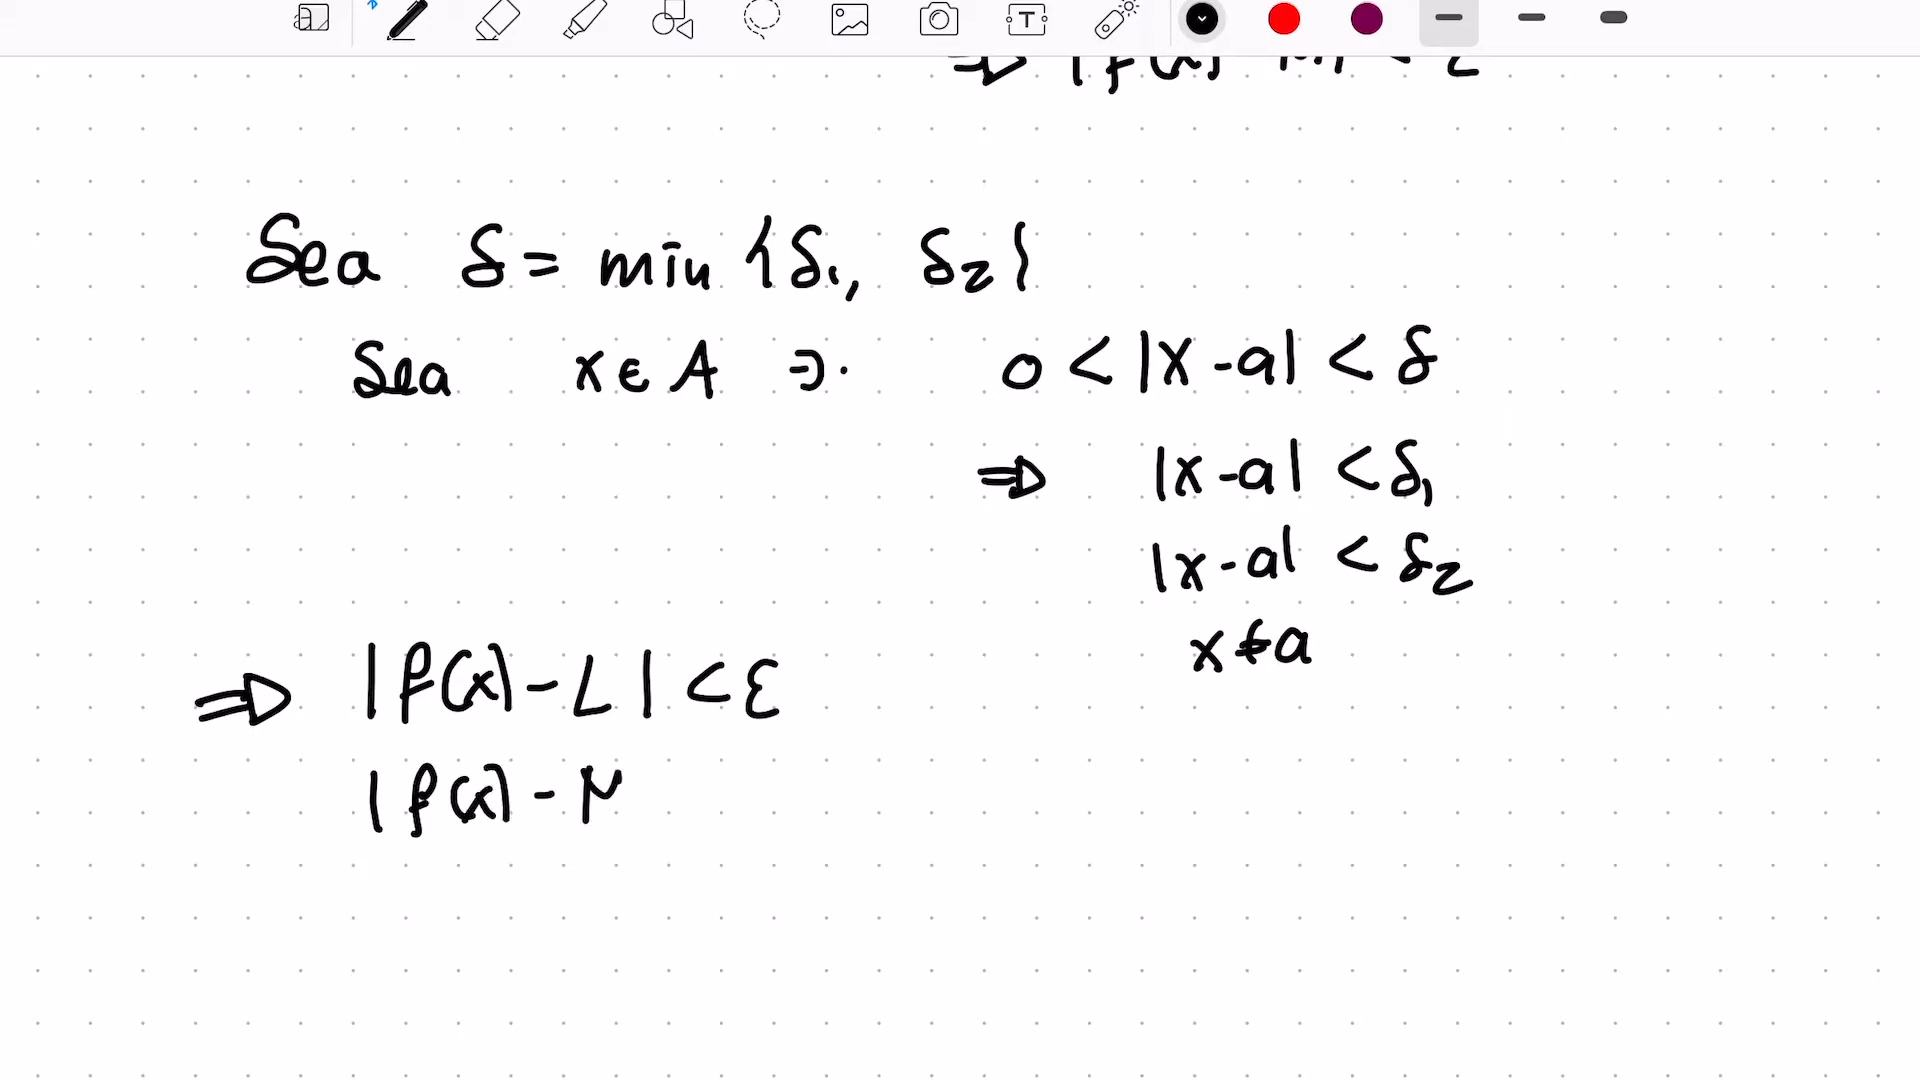 Sea δ = min {δ₁, δ₂}
Sea x ∈ A ∋· 0 < |x - a| < δ
⇒ |x - a| < δ₁
|x - a| < δ₂
x ≠ a
⇒ |f(x) - L| < ε
|f(x) - M